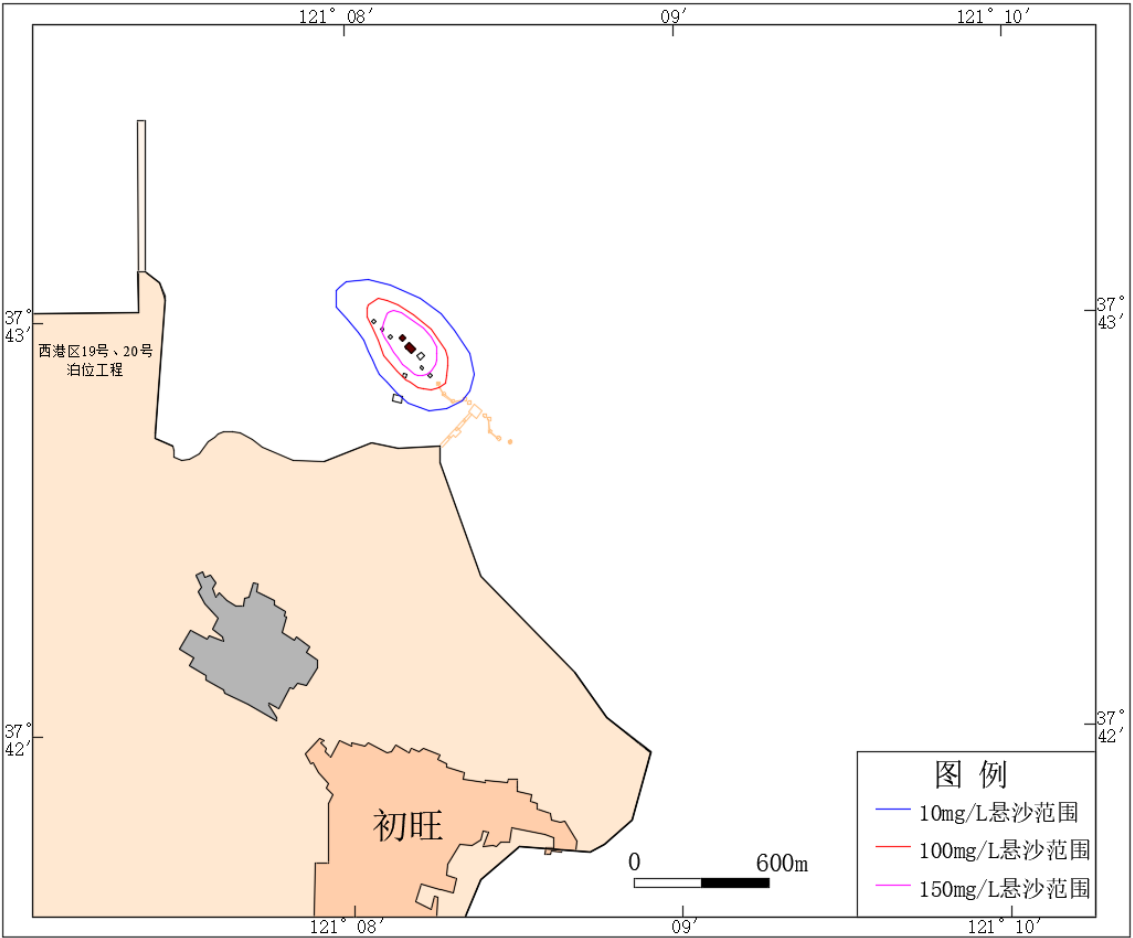 121° 08′
09′
121° 10′
37°
43′
37°
43′
西港区19号、20号
泊位工程
37°
42′
37°
42′
初旺
0
600m
图 例
10mg/L悬沙范围
100mg/L悬沙范围
150mg/L悬沙范围
121° 08′
09′
121° 10′